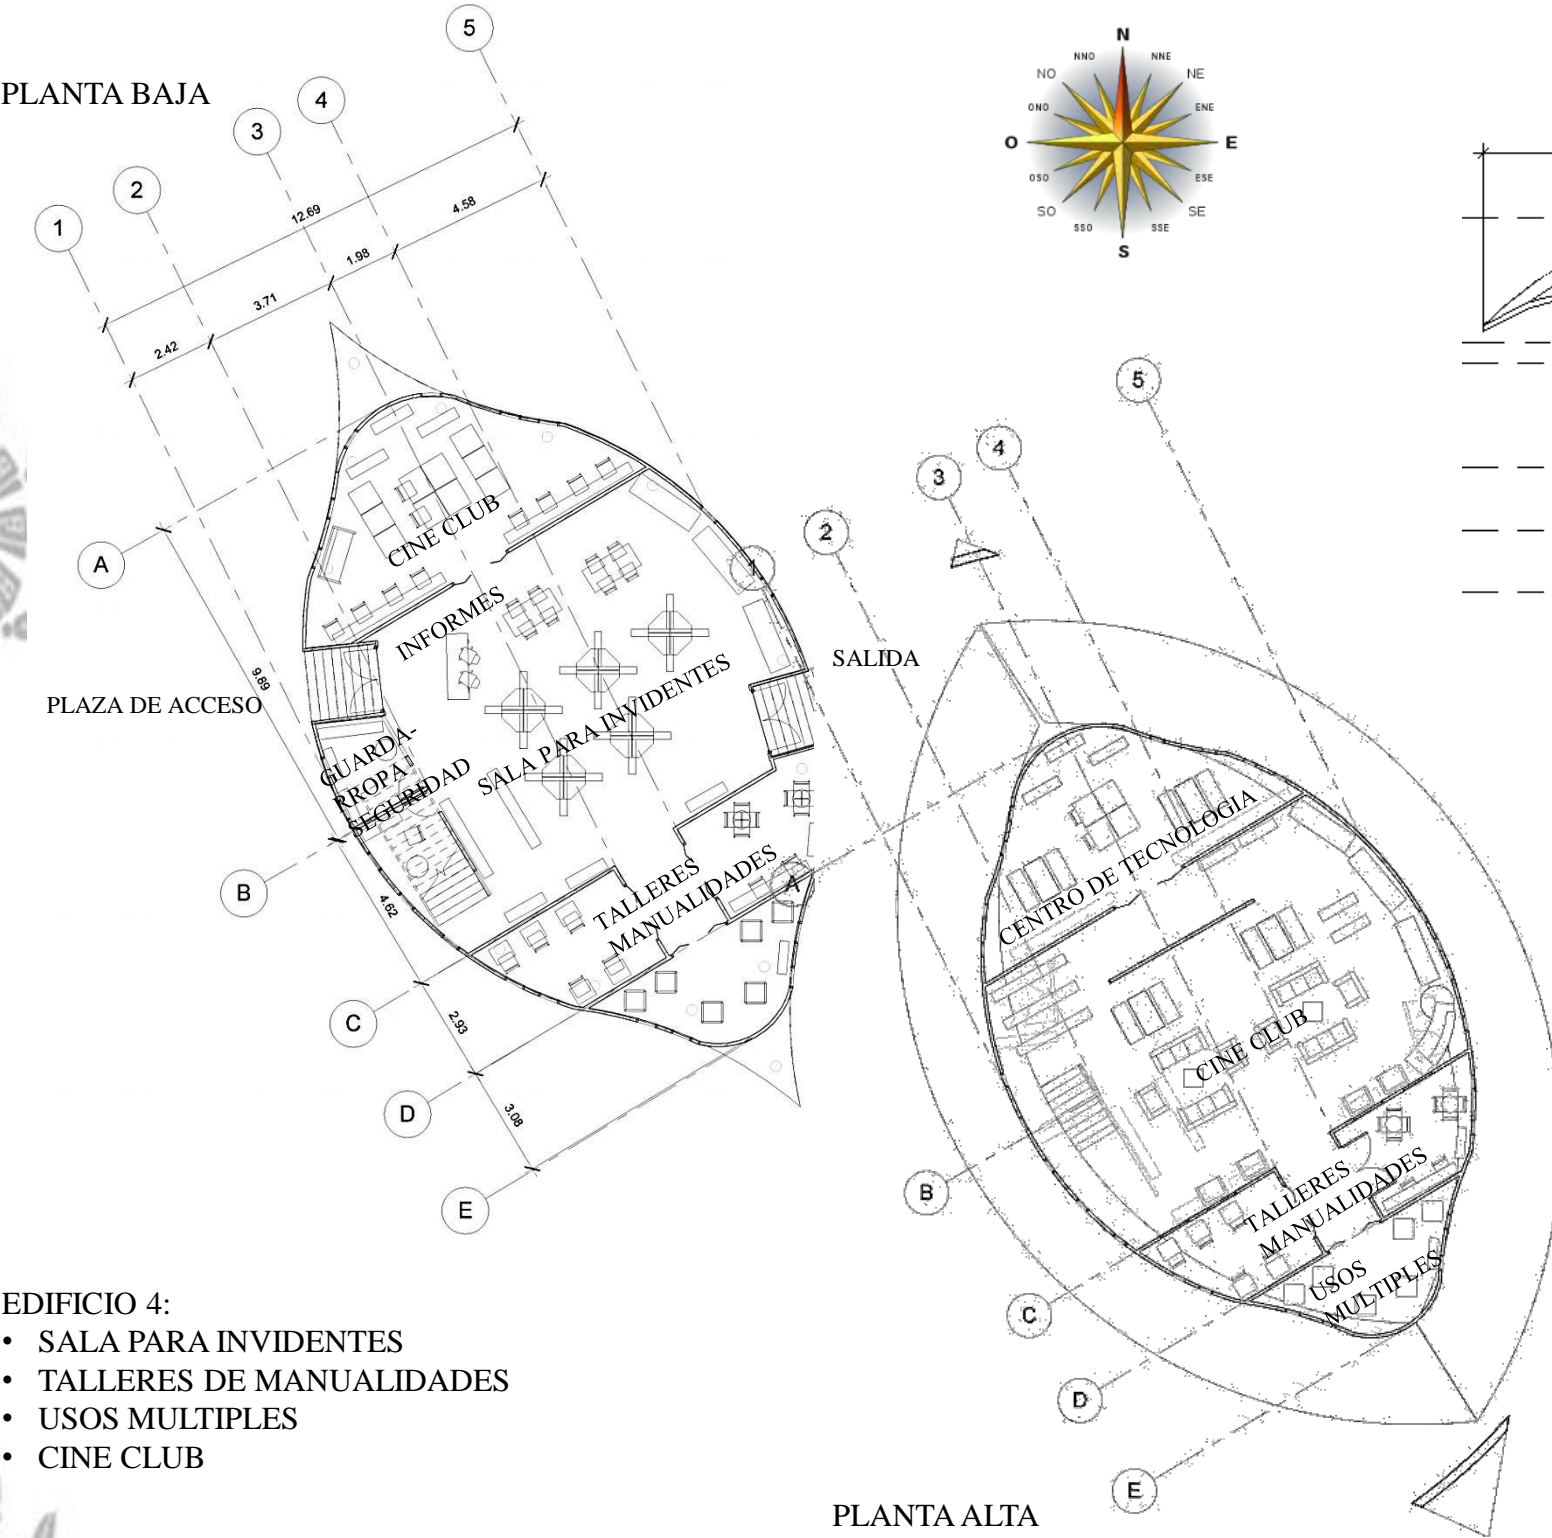 PLANTA BAJA
1
2
3
4
5
12.69
2.42
3.71
1.98
4.58
N
NNO
NNE
NO
NE
ONO
ENE
O
E
OSO
ESE
SO
SE
SSO
SSE
S
A
B
C
D
E
9.89
4.62
2.93
3.08
PLAZA DE ACCESO
CINE CLUB
INFORMES
GUARDA-
RROPA
SEGURIDAD
SALA PARA INVIDENTES
TALLERES
MANUALIDADES
SALIDA
1
2
3
4
5
A
B
C
D
E
CENTRO DE TECNOLOGIA
CINE CLUB
TALLERES
MANUALIDADES
USOS
MULTIPLES
EDIFICIO 4:
• SALA PARA INVIDENTES
• TALLERES DE MANUALIDADES
• USOS MULTIPLES
• CINE CLUB
PLANTA ALTA